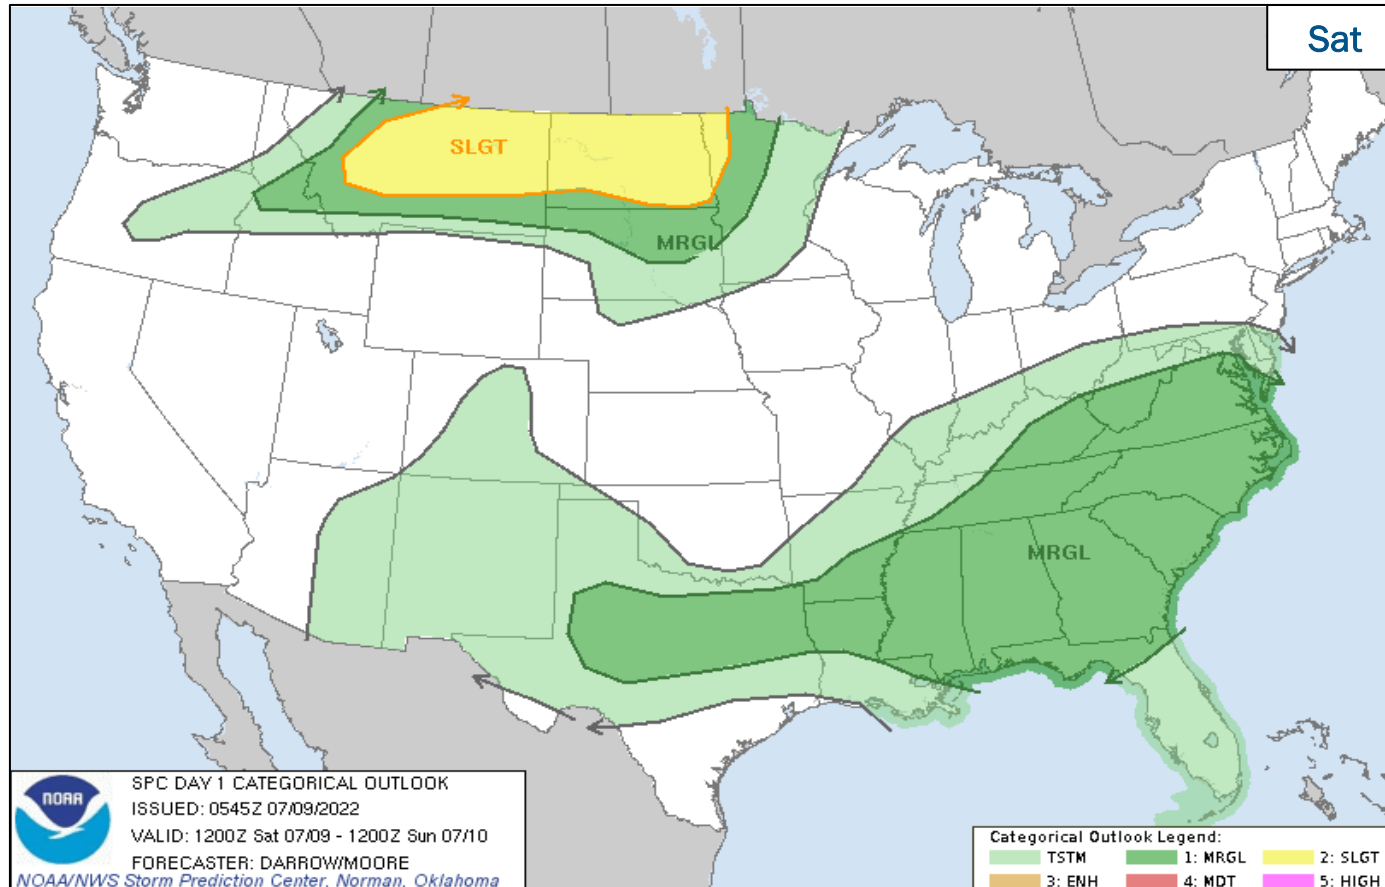 Sat
SLGT
MRGL
MRGL
NOAA
SPC DAY 1 CATEGORICAL OUTLOOK
ISSUED: 0545Z 07/09/2022
VALID: 1200Z Sat 07/09 - 1200Z Sun 07/10
FORECASTER: DARROW/MOORE
NOAA/NWS Storm Prediction Center, Norman, Oklahoma
Categorical Outlook Legend:
TSTM 1: MRGL 2: SLGT
3: ENH 4: MDT 5: HIGH